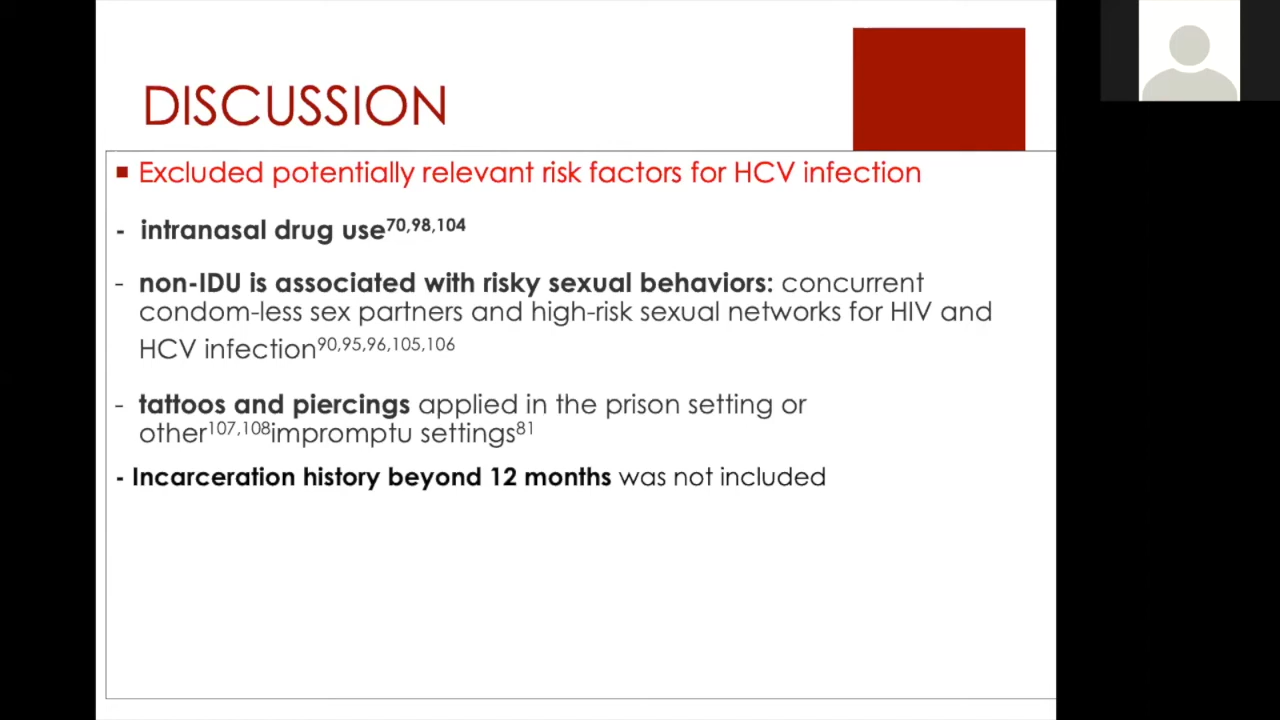 DISCUSSION
▪ Excluded potentially relevant risk factors for HCV infection
- intranasal drug use70,98,104
- non-IDU is associated with risky sexual behaviors: concurrent
condom-less sex partners and high-risk sexual networks for HIV and
HCV infection90,95,96,105,106
- tattoos and piercings applied in the prison setting or
other107,108impromptu settings81
- Incarceration history beyond 12 months was not included